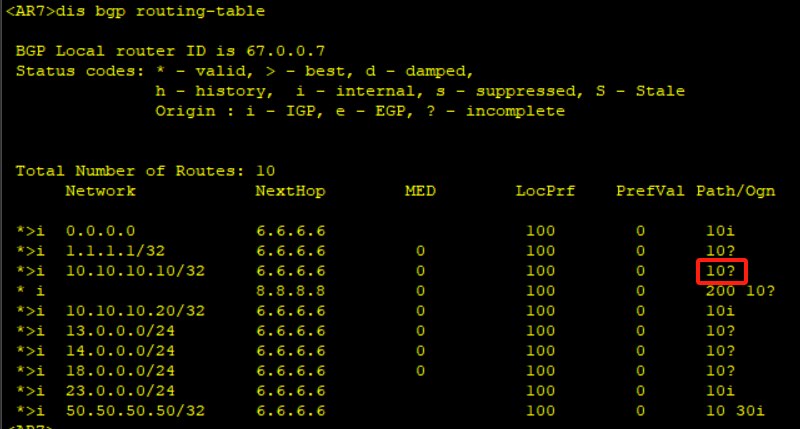 <AR7>dis bgp routing-table
BGP Local router ID is 67.0.0.7
Status codes: * - valid, > - best, d - damped,
h - history,  i - internal, s - suppressed, S - Stale
Origin : i - IGP, e - EGP, ? - incomplete
Total Number of Routes: 10
Network NextHop MED LocPrf PrefVal Path/Ogn
*>i 0.0.0.0 6.6.6.6 100 0 10i
*>i 1.1.1.1/32 6.6.6.6 0 100 0 10?
*>i 10.10.10.10/32 6.6.6.6 0 100 0 10?
* i 8.8.8.8 100 0 200 10?
*>i 10.10.10.20/32 6.6.6.6 100 0 10i
*>i 13.0.0.0/24 6.6.6.6 0 100 0 10?
*>i 14.0.0.0/24 6.6.6.6 0 100 0 10?
*>i 18.0.0.0/24 6.6.6.6 0 100 0 10?
*>i 23.0.0.0/24 6.6.6.6 100 0 10i
*>i 50.50.50.50/32 6.6.6.6 100 0 10 30i